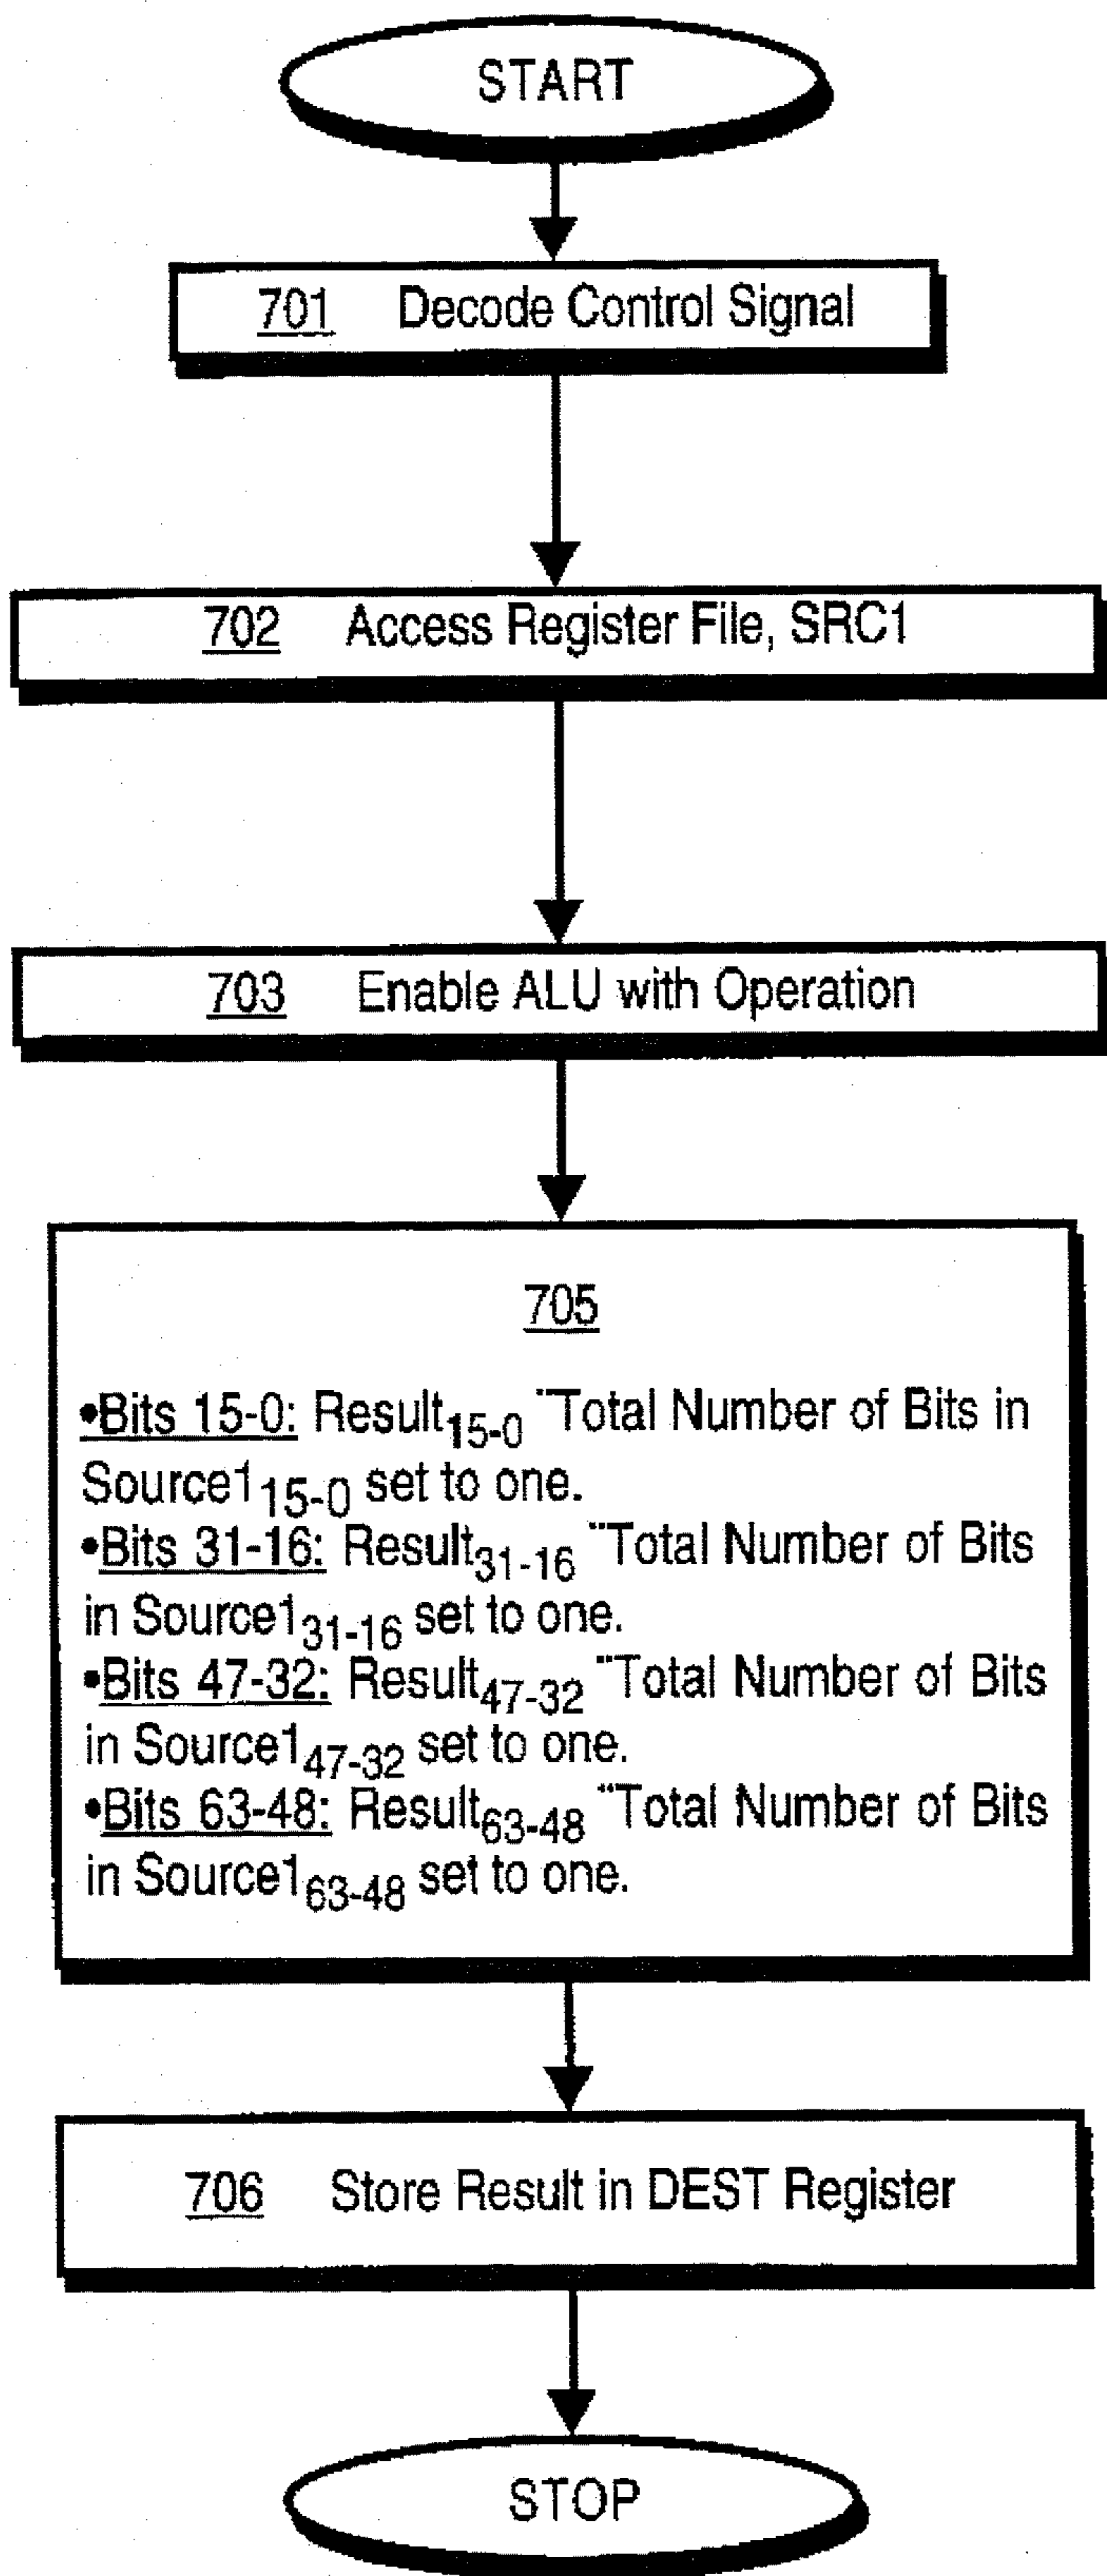 START
701 Decode Control Signal
702 Access Register File, SRC1
703 Enable ALU with Operation
705
•Bits 15-0: Result15-0 ¨Total Number of Bits in
Source115-0 set to one.
•Bits 31-16: Result31-16 ¨Total Number of Bits
in Source131-16 set to one.
•Bits 47-32: Result47-32 ¨Total Number of Bits
in Source147-32 set to one.
•Bits 63-48: Result63-48 ¨Total Number of Bits
in Source163-48 set to one.
706 Store Result in DEST Register
STOP